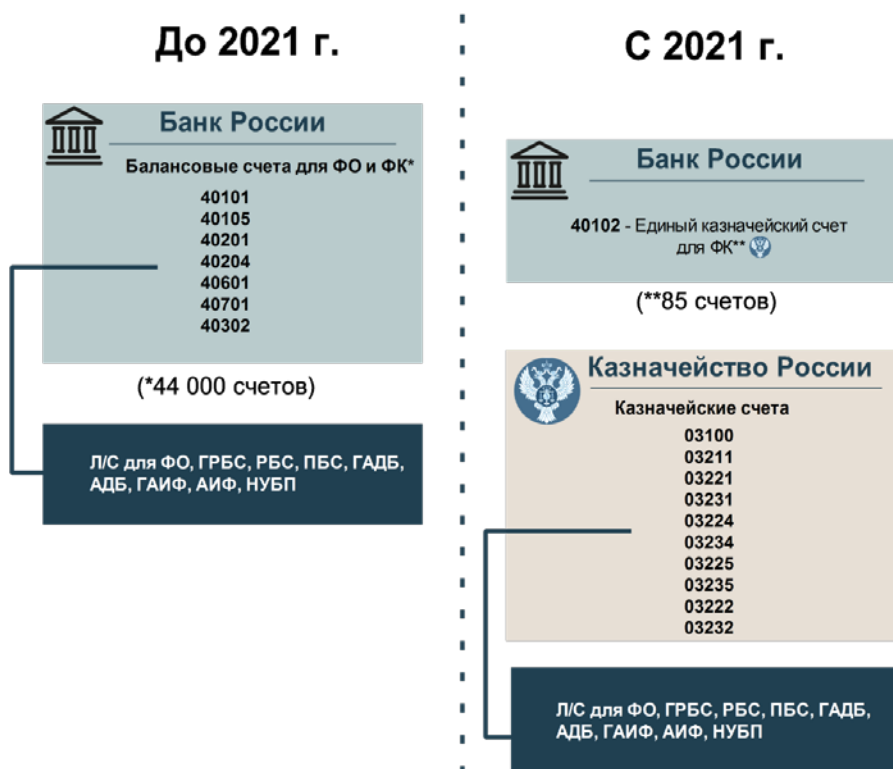 До 2021 г.
Банк России
Балансовые счета для ФО и ФК*
40101
40105
40201
40204
40601
40701
40302
(*44 000 счетов)
Л/С для ФО, ГРБС, РБС, ПБС, ГАДБ,
АДБ, ГАИФ, АИФ, НУБП
С 2021 г.
Банк России
40102 - Единый казначейский счет
для ФК**
(**85 счетов)
Казначейство России
Казначейские счета
03100
03211
03221
03231
03224
03234
03225
03235
03222
03232
Л/С для ФО, ГРБС, РБС, ПБС, ГАДБ,
АДБ, ГАИФ, АИФ, НУБП